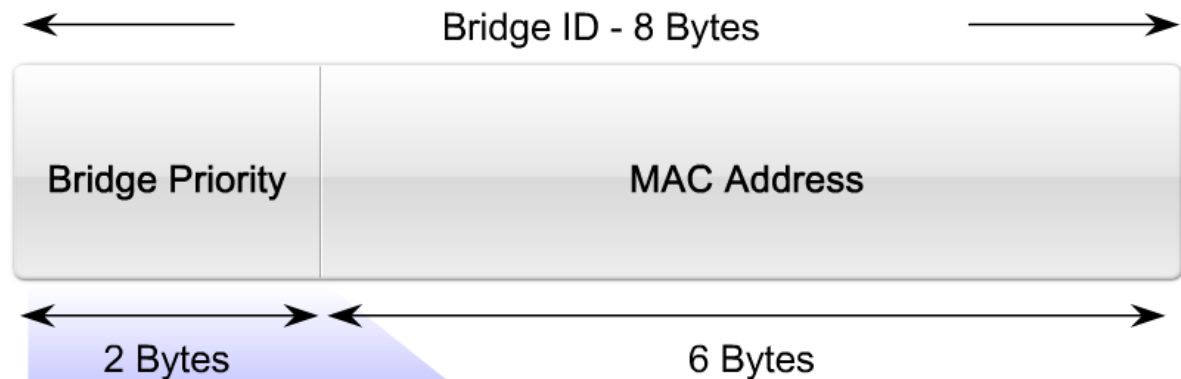 Bridge ID - 8 Bytes
Bridge Priority MAC Address
2 Bytes 6 Bytes